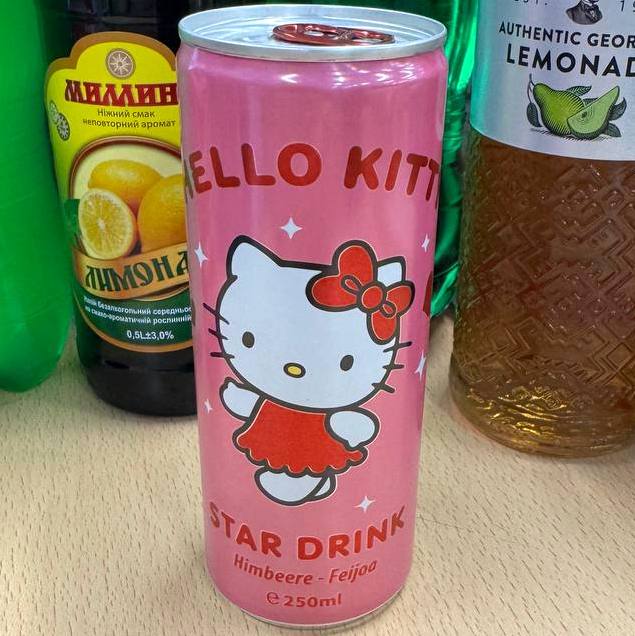 HELLO KITT
STAR DRINK
Himbeere - Feijoa
℮ 250ml
МИЛЛИН
Ніжний смак
неповторний аромат
ЛИМОНА
0,5L±3,0%
AUTHENTIC GEOR
LEMONAD